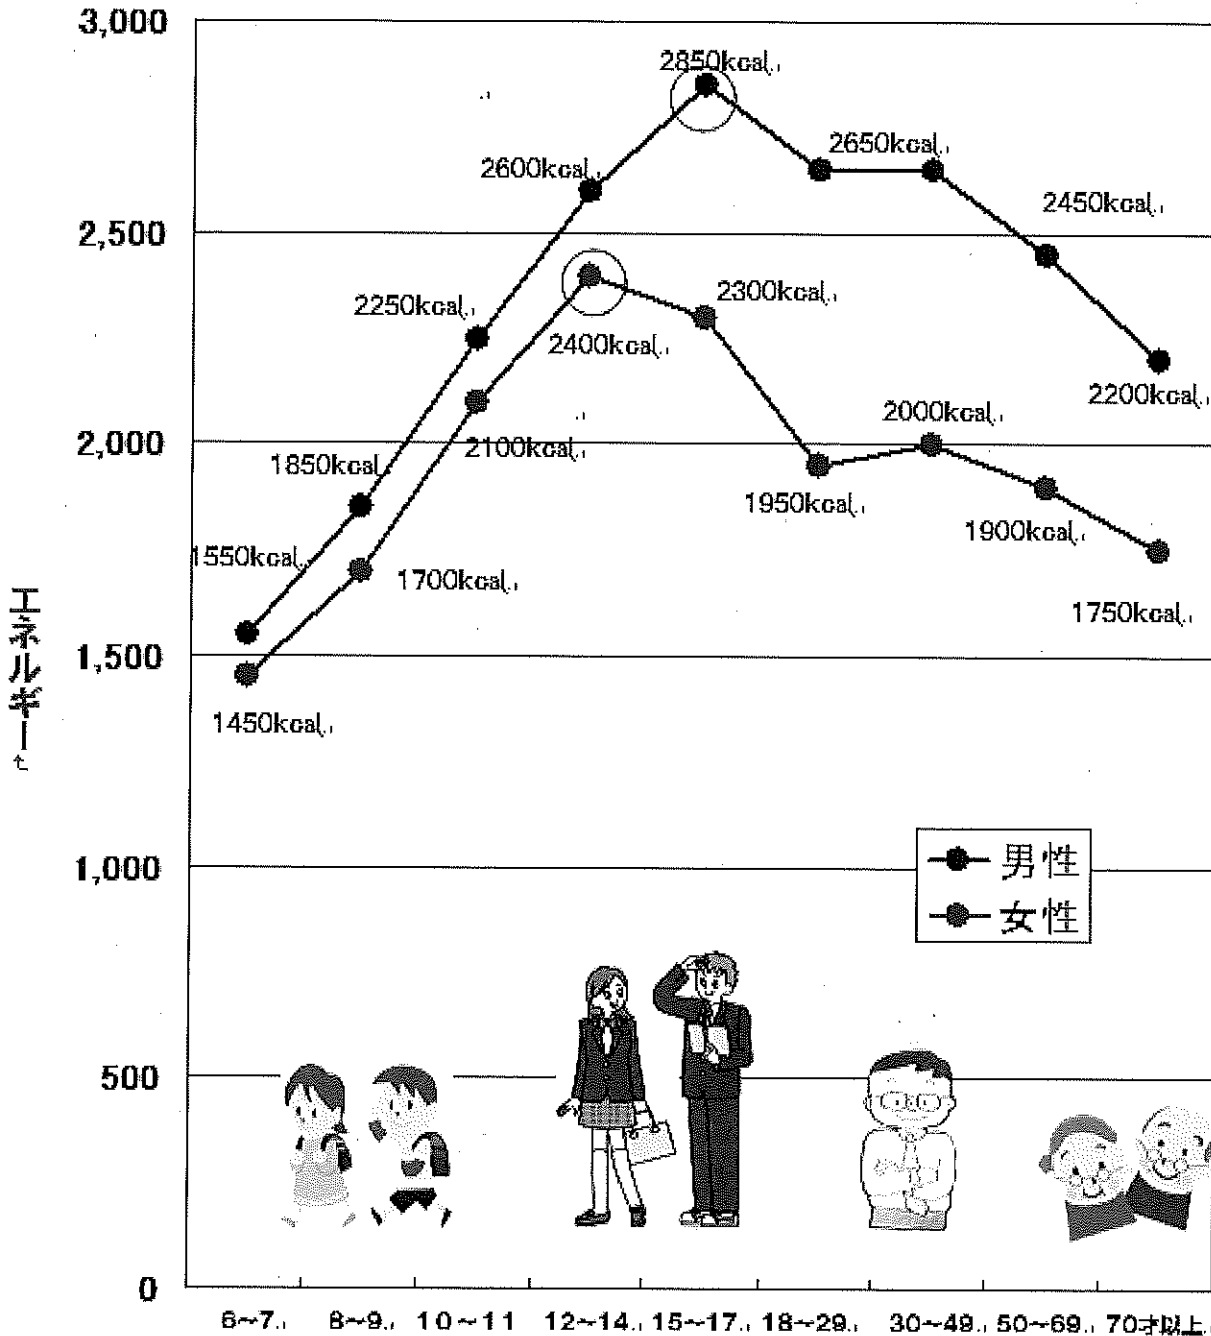 3,000
2850kcal
2600kcal
2650kcal
2450kcal
2,500
2250kcal
2300kcal
2400kcal
2200kcal
2000kcal
2,000
1850kcal
2100kcal
1950kcal
1900kcal
1550kcal
1700kcal
1750kcal
エネルギー
1,500
1450kcal
1,000
男性
女性
500
0
6〜7 8〜9 10〜11 12〜14 15〜17 18〜29 30〜49 50〜69 70才以上